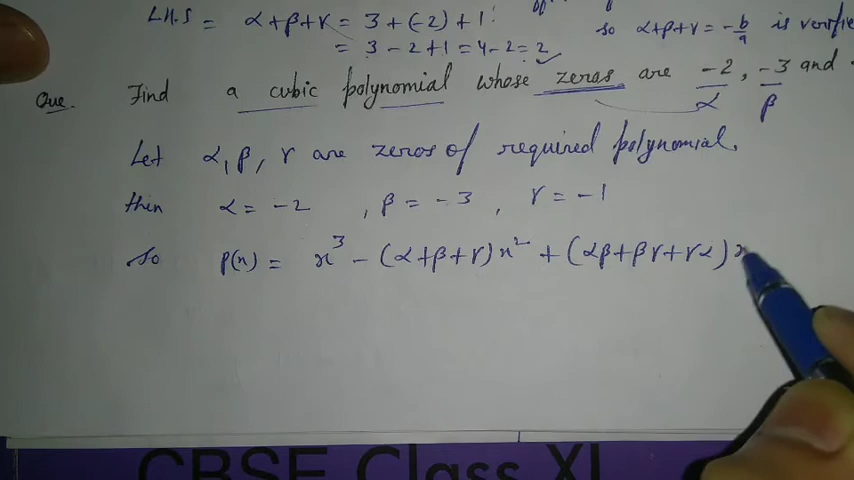 L.H.S = α+β+γ = 3+(-2)+1
= 3-2+1 = 4-2 = 2 ✓
so α+β+γ = -b/a is verifie
Que. Find a cubic polynomial whose zeros are -2, -3 and
α β
Let α, β, γ are zeros of required polynomial.
then α = -2 , β = -3 , γ = -1
So p(x) = x³ - (α+β+γ)x² + (αβ+βγ+γα)x
CBSE Class XI